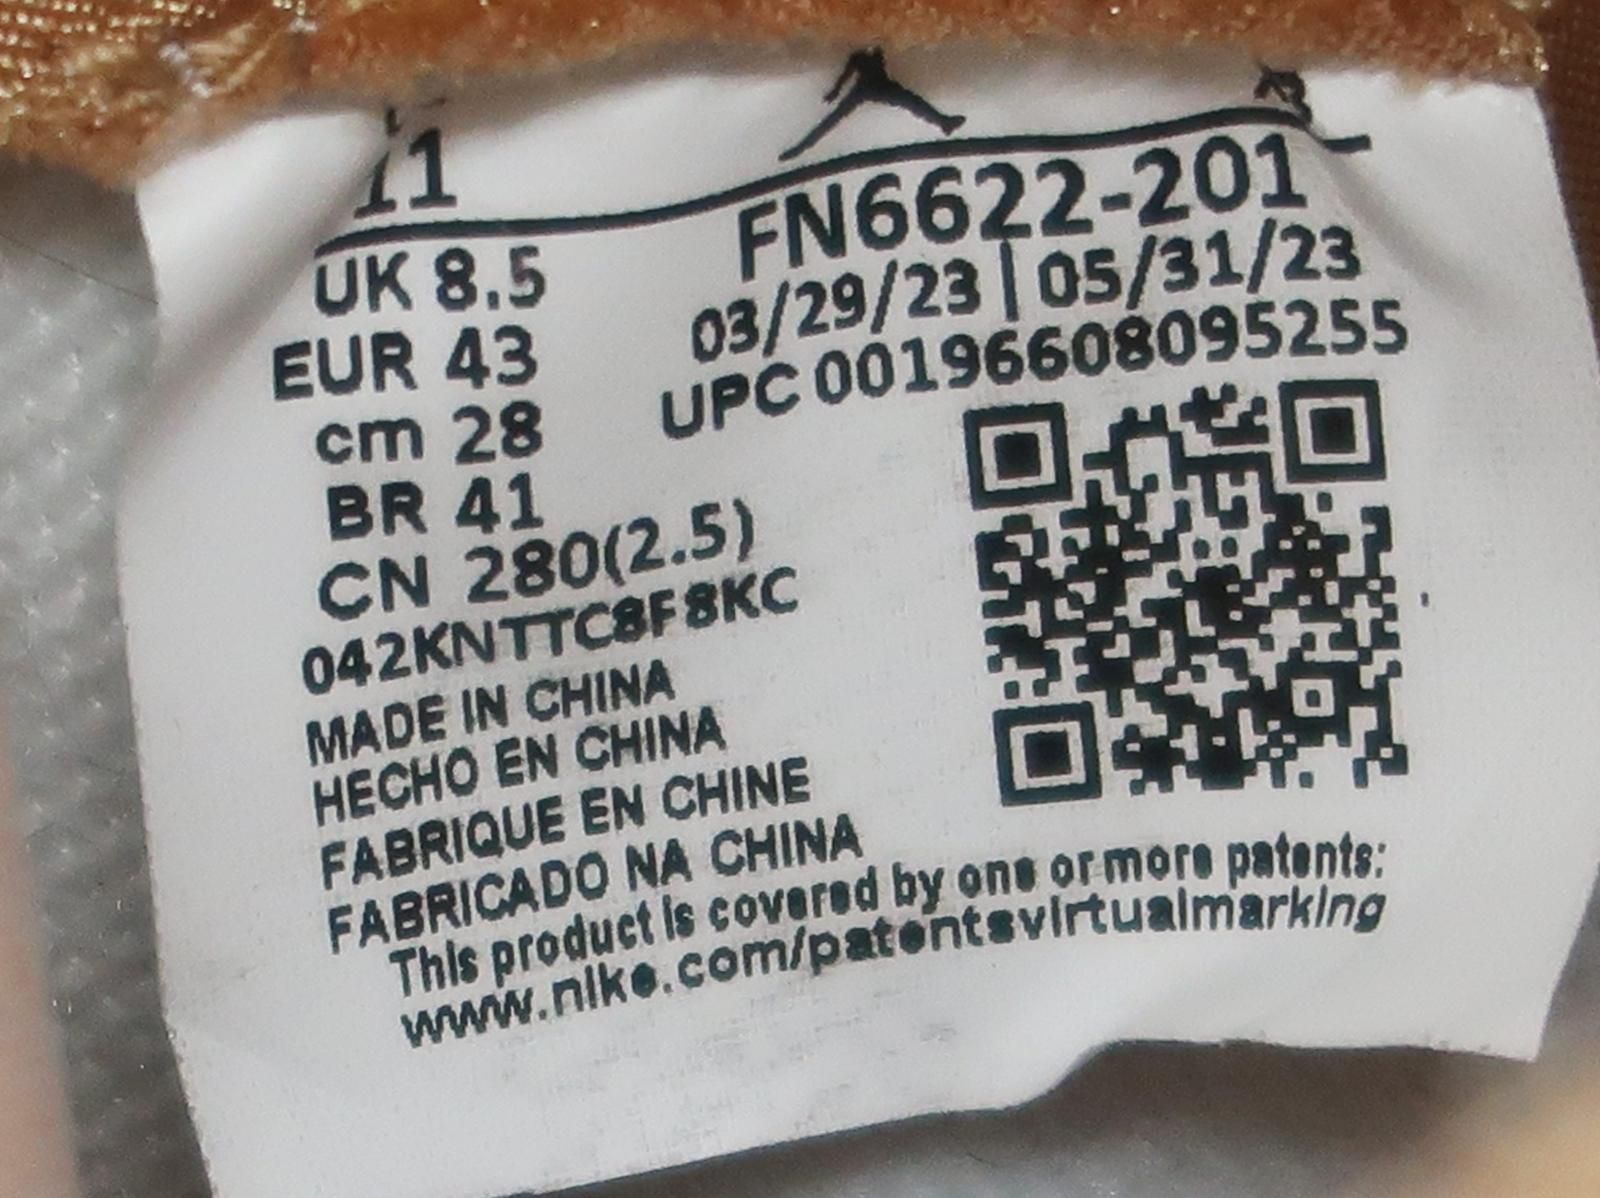 11
FN6622-201
UK 8.5
03/29/23 | 05/31/23
EUR 43
UPC 00196608095255
cm 28
BR 41
CN 280(2.5)
042KNTTC8F8KC
MADE IN CHINA
HECHO EN CHINA
FABRIQUE EN CHINE
FABRICADO NA CHINA
This product is covered by one or more patents:
www.nike.com/patentsvirtualmarking